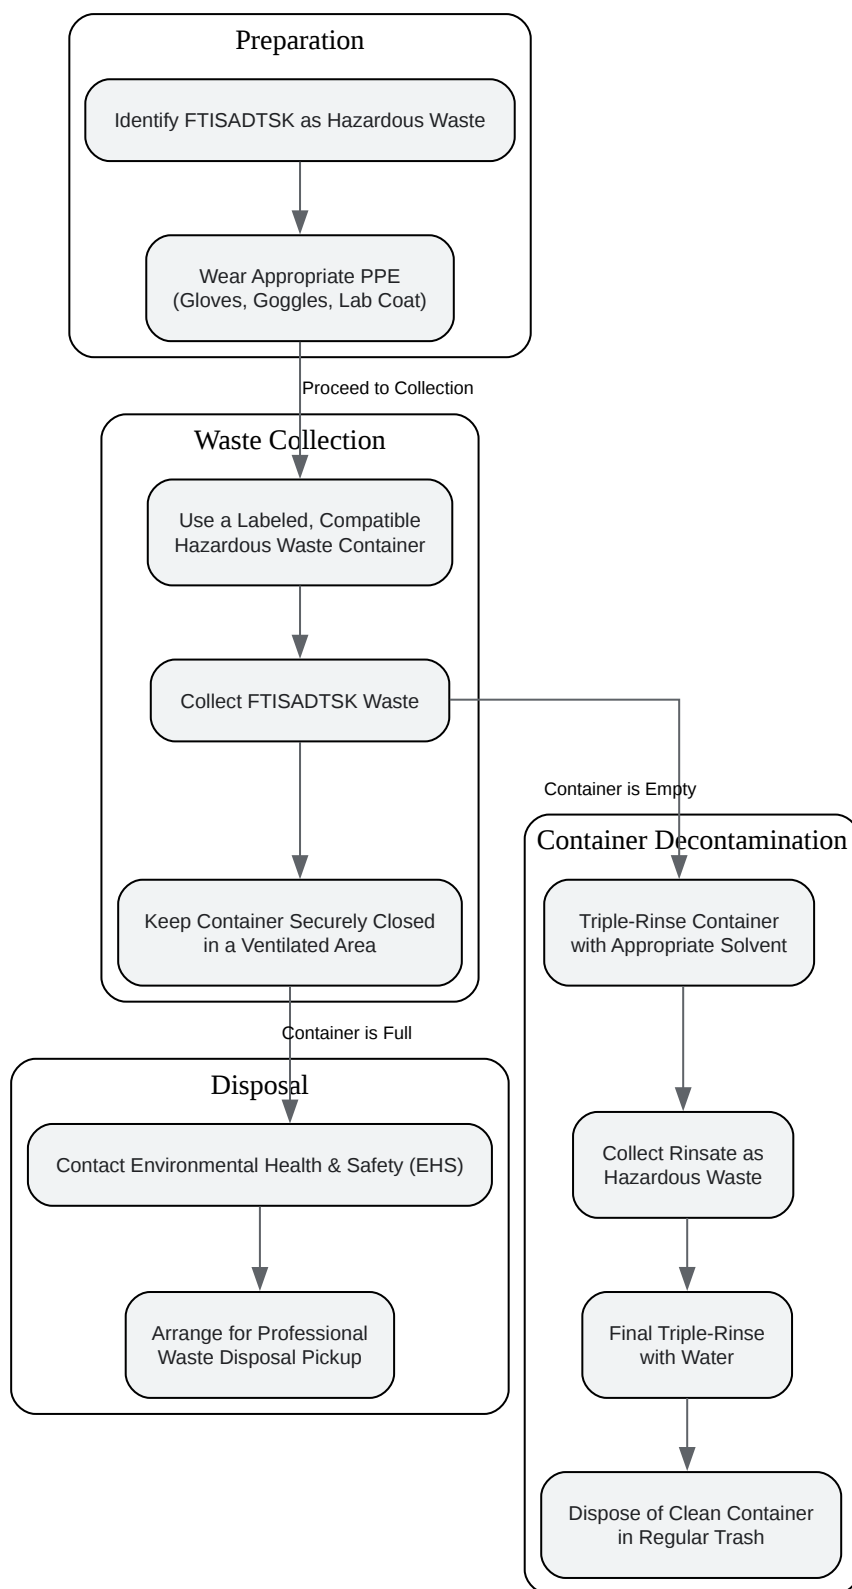 Preparation
Identify FTISADTSK as Hazardous Waste
Wear Appropriate PPE
(Gloves, Goggles, Lab Coat)
Proceed to Collection
Waste Collection
Use a Labeled, Compatible
Hazardous Waste Container
Collect FTISADTSK Waste
Keep Container Securely Closed
in a Ventilated Area
Container is Full
Disposal
Contact Environmental Health & Safety (EHS)
Arrange for Professional
Waste Disposal Pickup
Container is Empty
Container Decontamination
Triple-Rinse Container
with Appropriate Solvent
Collect Rinsate as
Hazardous Waste
Final Triple-Rinse
with Water
Dispose of Clean Container
in Regular Trash